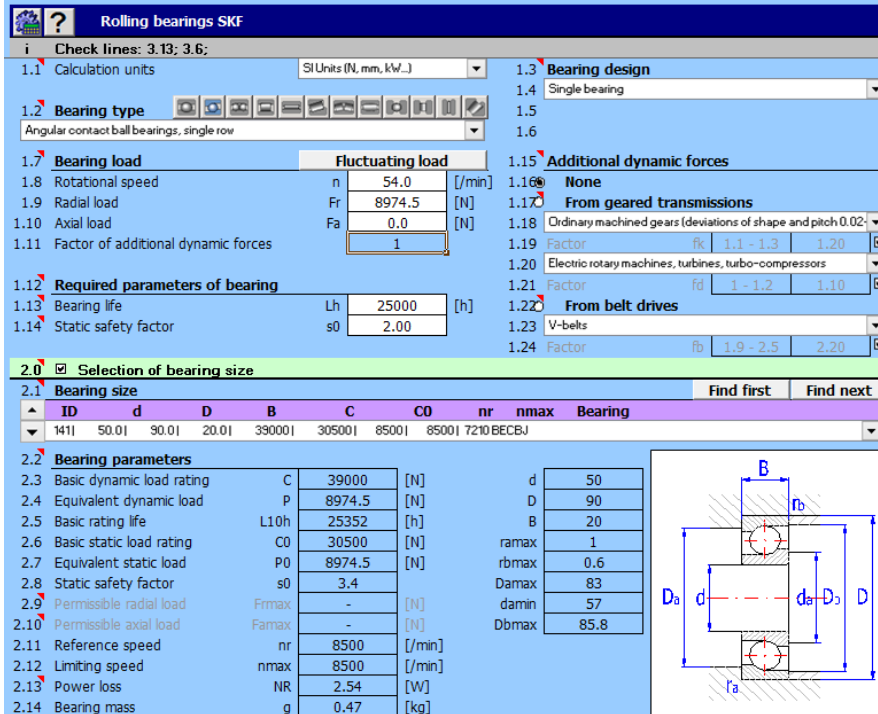 ? Rolling bearings SKF
i Check lines: 3.13; 3.6;
1.1 Calculation units SI Units (N, mm, kW...) 1.3 Bearing design
1.4 Single bearing
1.2 Bearing type 1.5
Angular contact ball bearings, single row 1.6
1.7 Bearing load Fluctuating load 1.15 Additional dynamic forces
1.8 Rotational speed n 54.0 [/min] 1.16 None
1.9 Radial load Fr 8974.5 [N] 1.17 From geared transmissions
1.10 Axial load Fa 0.0 [N] 1.18 Ordinary machined gears (deviations of shape and pitch 0.02-
1.11 Factor of additional dynamic forces 1 1.19 Factor fk 1.1 - 1.3 1.20
1.20 Electric rotary machines, turbines, turbo-compressors
1.12 Required parameters of bearing 1.21 Factor fd 1 - 1.2 1.10
1.13 Bearing life Lh 25000 [h] 1.22 From belt drives
1.14 Static safety factor s0 2.00 1.23 V-belts
1.24 Factor fb 1.9 - 2.5 2.20
2.0 Selection of bearing size
2.1 Bearing size Find first Find next
ID d D B C C0 nr nmax Bearing
141| 50.0| 90.0| 20.0| 39000| 30500| 8500| 8500| 7210 BECBJ
2.2 Bearing parameters
2.3 Basic dynamic load rating C 39000 [N] d 50
2.4 Equivalent dynamic load P 8974.5 [N] D 90
2.5 Basic rating life L10h 25352 [h] B 20
2.6 Basic static load rating C0 30500 [N] ramax 1
2.7 Equivalent static load P0 8974.5 [N] rbmax 0.6
2.8 Static safety factor s0 3.4 Damax 83
2.9 Permissible radial load Frmax - [N] damin 57
2.10 Permissible axial load Famax - [N] Dbmax 85.8
2.11 Reference speed nr 8500 [/min]
2.12 Limiting speed nmax 8500 [/min]
2.13 Power loss NR 2.54 [W]
2.14 Bearing mass g 0.47 [kg]
B
rb
Da d da Db D
ra